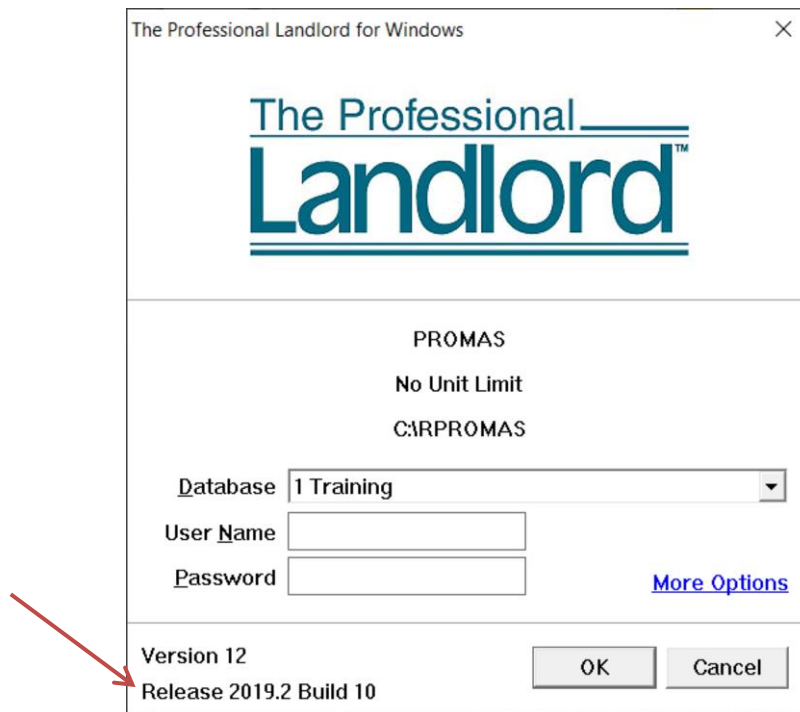 The Professional Landlord for Windows
The Professional
Landlord™
PROMAS
No Unit Limit
C:\RPROMAS
Database 1 Training
User Name
Password
More Options
Version 12
OK Cancel
Release 2019.2 Build 10